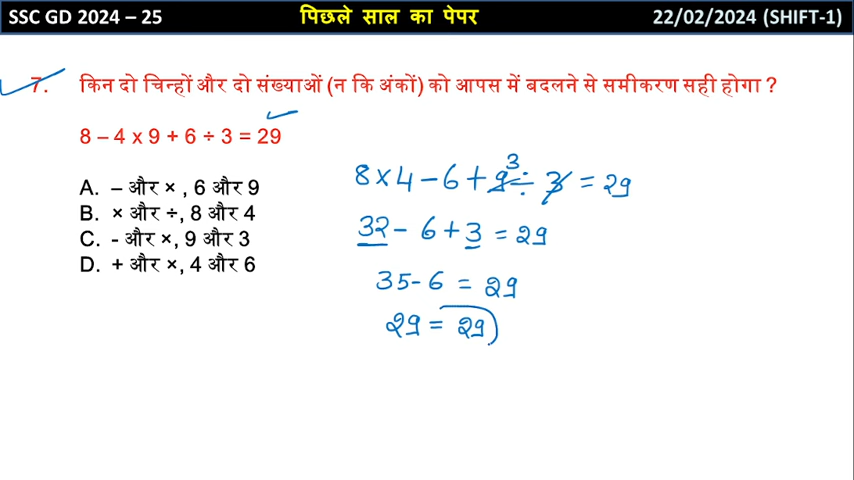 SSC GD 2024 – 25 पिछले साल का पेपर 22/02/2024 (SHIFT-1)
7. किन दो चिन्हों और दो संख्याओं (न कि अंकों) को आपस में बदलने से समीकरण सही होगा ?
8 – 4 x 9 + 6 ÷ 3 = 29
A. – और × , 6 और 9
B. × और ÷, 8 और 4
C. - और ×, 9 और 3
D. + और ×, 4 और 6
3
8 × 4 – 6 + 9 ÷ 3 = 29
32 – 6 + 3 = 29
35 - 6 = 29
29 = 29